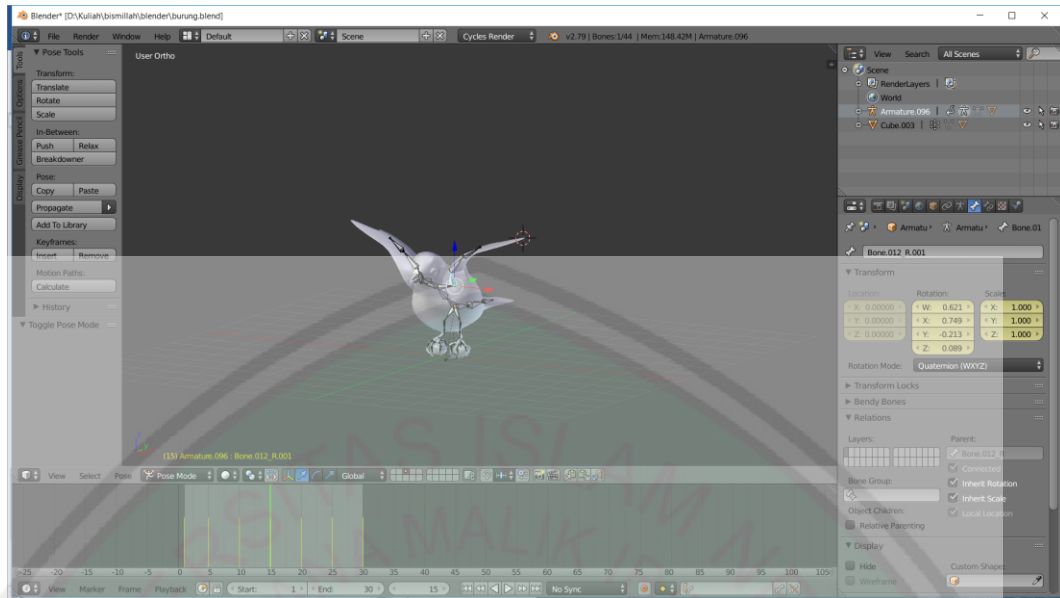 Blender* [D:\Kuliah\bismillah\blender\burung.blend]
File Render Window Help Default Scene Cycles Render v2.79 | Bones:1/44 | Mem:148.42M | Armature.096
Tools
Options
Grease Pencil
Display
Pose Tools
Transform:
Translate
Rotate
Scale
In-Between:
Push Relax
Breakdowner
Pose:
Copy Paste
Propagate
Add To Library
Keyframes:
Insert Remove
Motion Paths:
Calculate
History
Toggle Pose Mode
User Ortho
(15) Armature.096 : Bone.012_R.001
View Select Pose Pose Mode Global
-25 -20 -15 -10 -5 0 5 10 15 20 25 30 35 40 45 50 55 60 65 70 75 80 85 90 95 100 105
View Marker Frame Playback Start: 1 End: 30 15 No Sync
View Search All Scenes
Scene
RenderLayers
World
Armature.096
Cube.003
Armatu Armatu Bone.01
Bone.012_R.001
Transform
Location: Rotation: Scale:
X: 0.00000 W: 0.621 X: 1.000
Y: 0.00000 X: 0.749 Y: 1.000
Z: 0.00000 Y: -0.213 Z: 1.000
Z: 0.089
Rotation Mode: Quaternion (WXYZ)
Transform Locks
Bendy Bones
Relations
Layers: Parent:
Bone.012_R
Connected
Bone Group: Inherit Rotation
Inherit Scale
Object Children: Local Location
Relative Parenting
Display
Hide Custom Shape:
Wireframe
SITAS ISLAM N
MALIK I